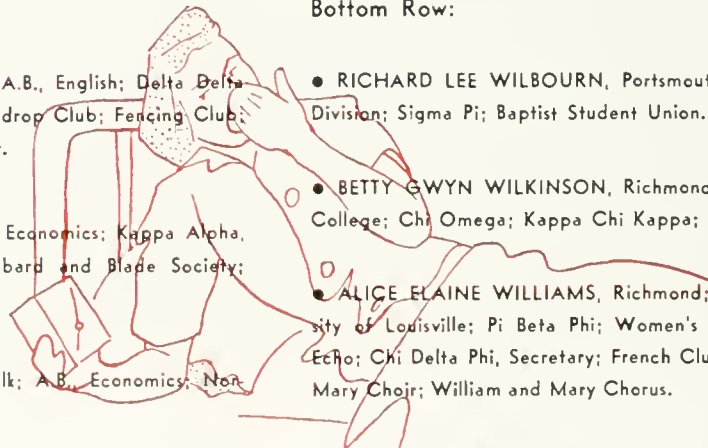 A.B., English; Delta Delta
drop Club; Fencing Club;
Economics; Kappa Alpha,
bard and Blade Society;
lk; A.B., Economics; Non-
Bottom Row:
● RICHARD LEE WILBOURN, Portsmout
Division; Sigma Pi; Baptist Student Union.
● BETTY GWYN WILKINSON, Richmond
College; Chi Omega; Kappa Chi Kappa;
● ALICE ELAINE WILLIAMS, Richmond;
sity of Louisville; Pi Beta Phi; Women's
Echo; Chi Delta Phi, Secretary; French Clu
Mary Choir; William and Mary Chorus.